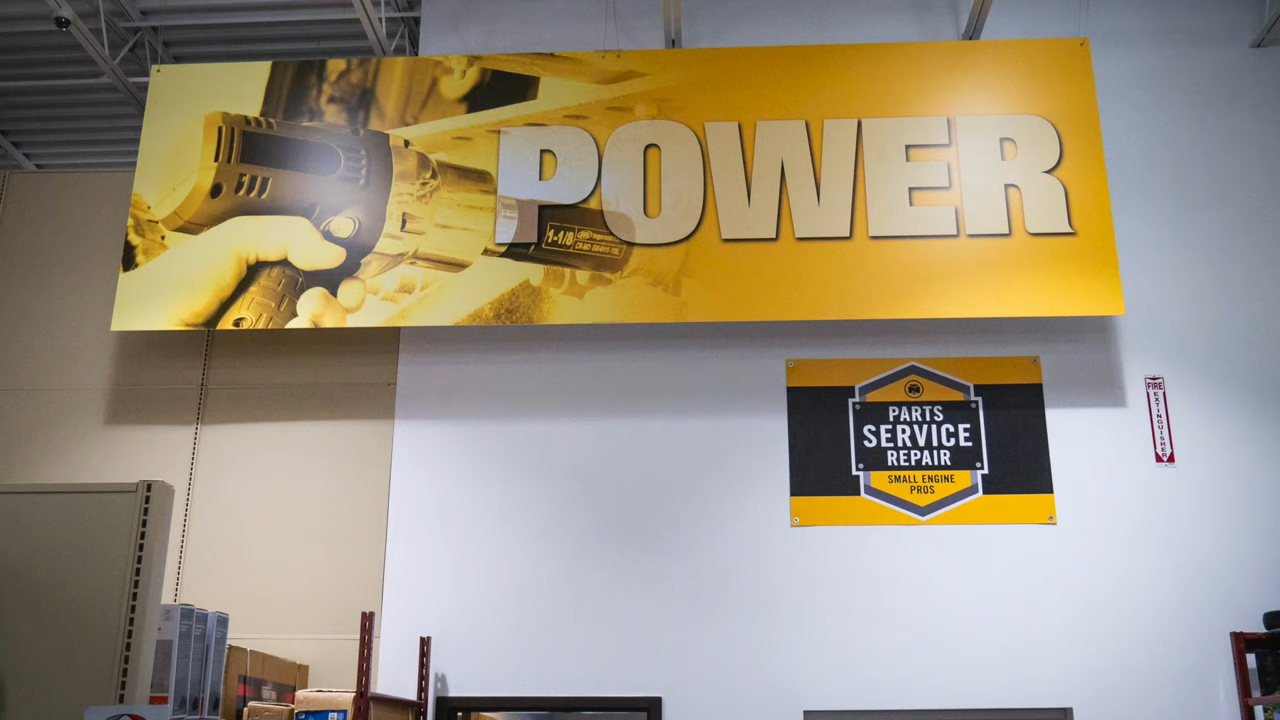 POWER
1-1/8
PARTS
SERVICE
REPAIR
SMALL ENGINE
PROS
FIRE
EXTINGUISHER